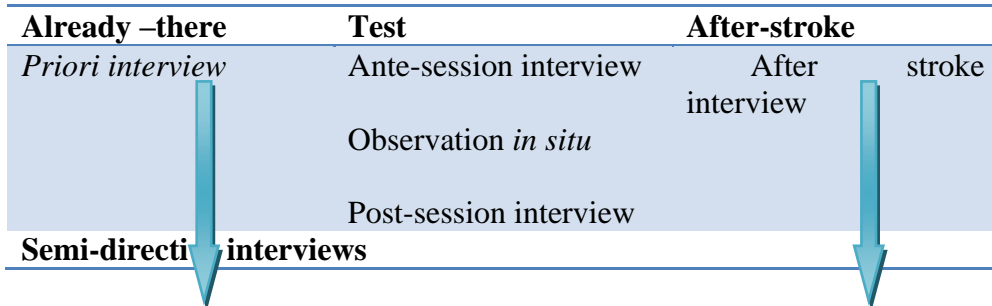 Already –there Test After-stroke
Priori interview Ante-session interview After stroke
interview
Observation in situ
Post-session interview
Semi-directi interviews